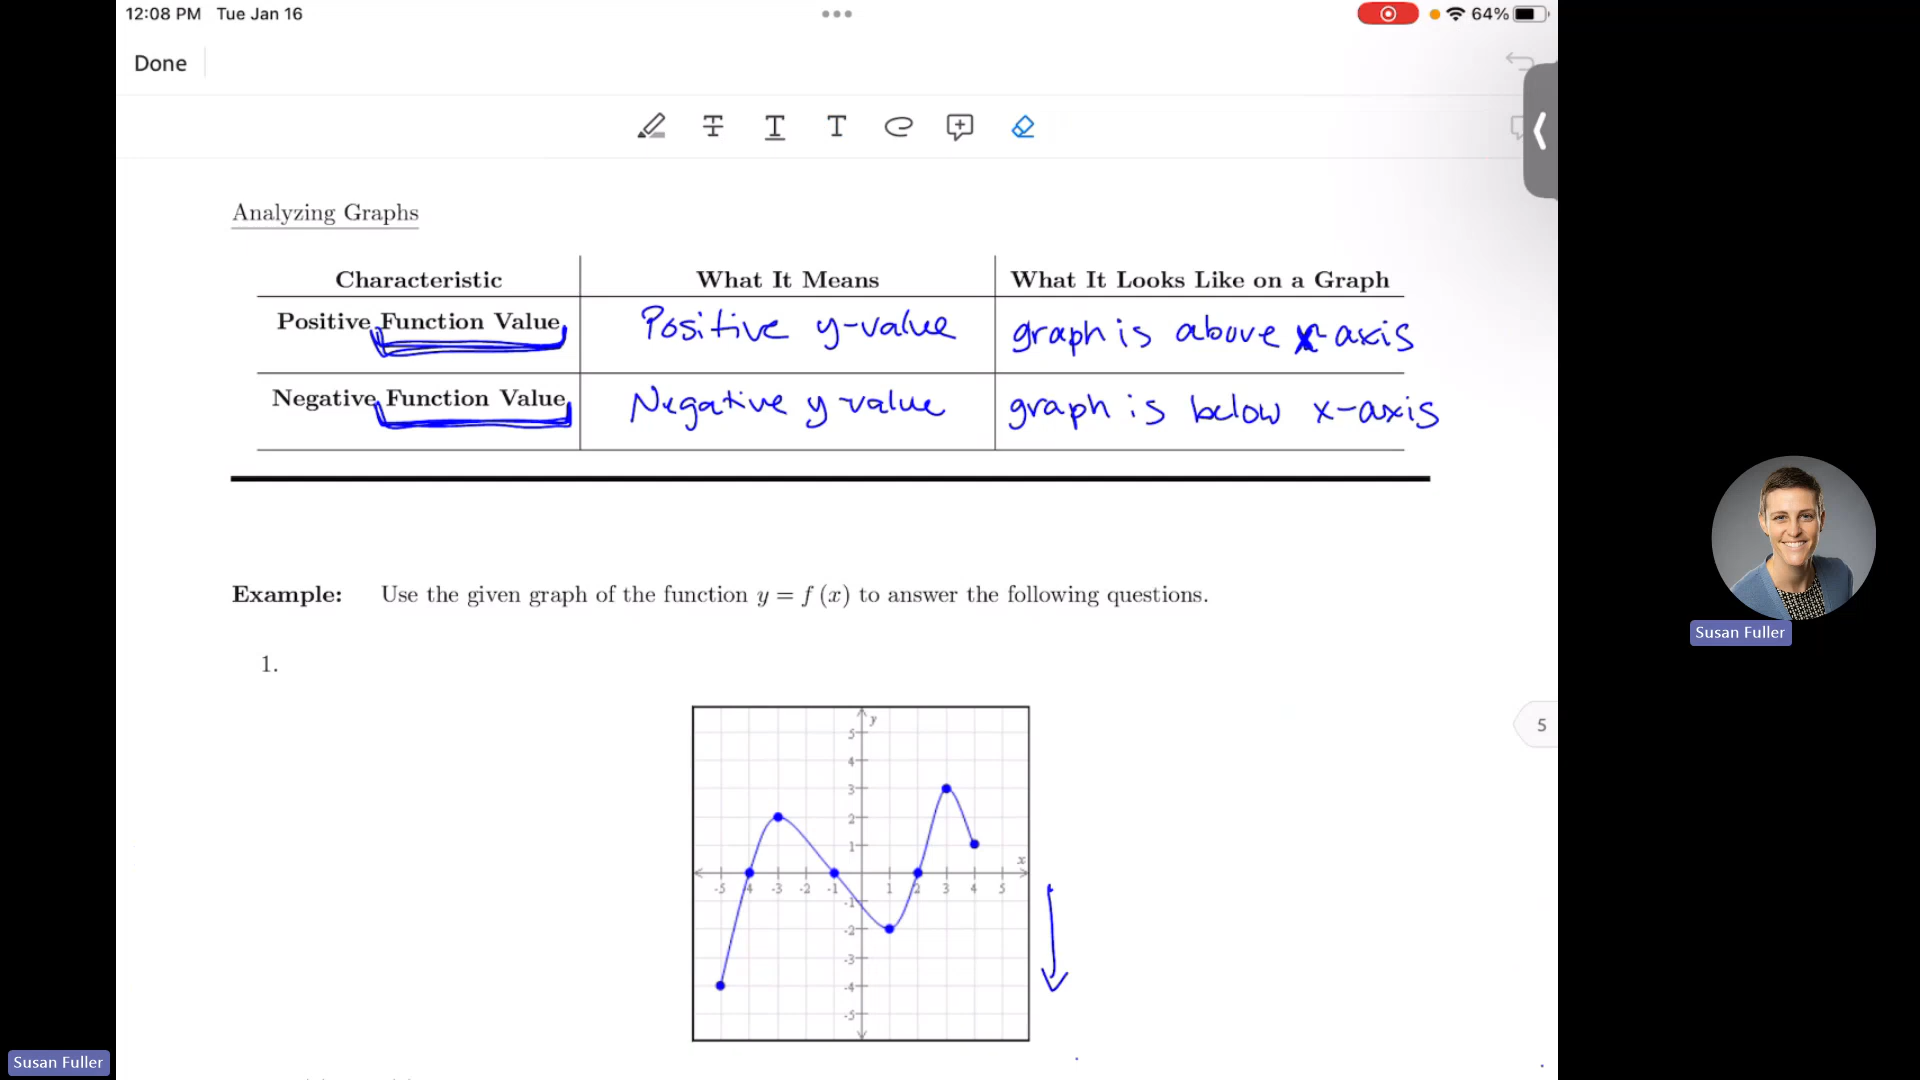 12:08 PM Tue Jan 16
64%
Done
Analyzing Graphs
Characteristic What It Means What It Looks Like on a Graph
Positive Function Value Positive y-value graph is above x-axis
Negative Function Value Negative y-value graph is below x-axis
Example: Use the given graph of the function y = f (x) to answer the following questions.
Susan Fuller
1.
5
y
5
4
3
2
1
x
-5 -4 -3 -2 -1 1 2 3 4 5
-1
-2
-3
-4
-5
Susan Fuller